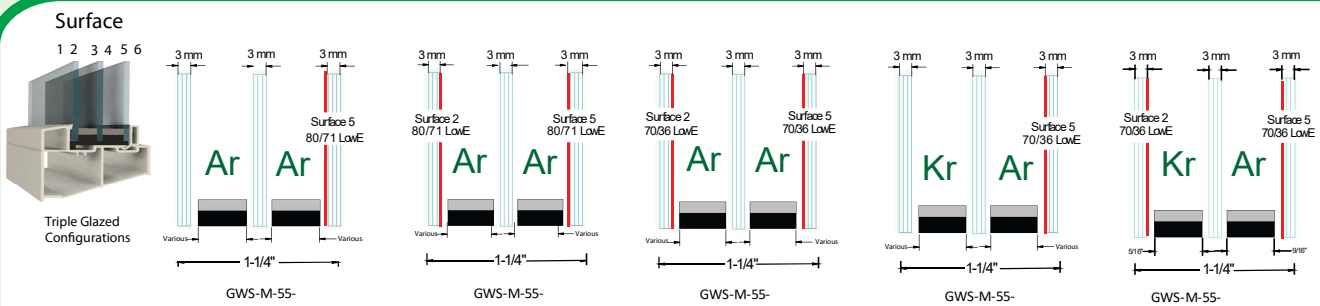 Surface
1 2 3 4 5 6
Triple Glazed
Configurations
3 mm 3 mm 3 mm
Surface 5
80/71 LowE
Ar Ar
Various Various
1-1/4"
GWS-M-55-
3 mm 3 mm 3 mm
Surface 2
80/71 LowE
Surface 5
80/71 LowE
Ar Ar
Various Various
1-1/4"
GWS-M-55-
3 mm 3 mm 3 mm
Surface 2
70/36 LowE
Surface 5
70/36 LowE
Ar Ar
Various Various
1-1/4"
GWS-M-55-
3 mm 3 mm 3 mm
Surface 5
70/36 LowE
Kr Ar
Various Various
1-1/4"
GWS-M-55-
3 mm 3 mm 3 mm
Surface 2
70/36 LowE
Surface 5
70/36 LowE
Kr Ar
5/16" 9/16"
1-1/4"
GWS-M-55-